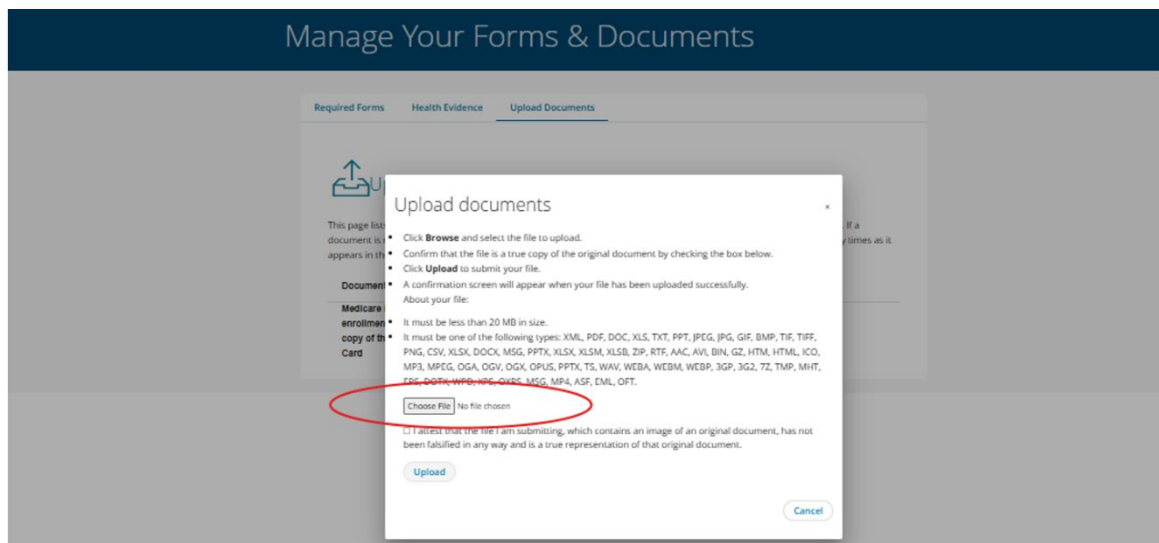 Manage Your Forms & Documents
Required Forms Health Evidence Upload Documents
Upload documents
×
This page lists
. If a
document is
y times as it
appears in th
• Click Browse and select the file to upload.
• Confirm that the file is a true copy of the original document by checking the box below.
• Click Upload to submit your file.
• A confirmation screen will appear when your file has been uploaded successfully.
About your file:
Document
Medicare
enrollmen
copy of th
Card
• It must be less than 20 MB in size.
• It must be one of the following types: XML, PDF, DOC, XLS, TXT, PPT, JPEG, JPG, GIF, BMP, TIF, TIFF,
PNG, CSV, XLSX, DOCX, MSG, PPTX, XLSX, XLSM, XLSB, ZIP, RTF, AAC, AVI, BIN, GZ, HTM, HTML, ICO,
MP3, MPEG, OGA, OGV, OGX, OPUS, PPTX, TS, WAV, WEBA, WEBM, WEBP, 3GP, 3G2, 7Z, TMP, MHT,
EPS, DOTX, WPD, XPS, OXPS, MSG, MP4, ASF, EML, OFT.
Choose File No file chosen
I attest that the file I am submitting, which contains an image of an original document, has not
been falsified in any way and is a true representation of that original document.
Upload
Cancel